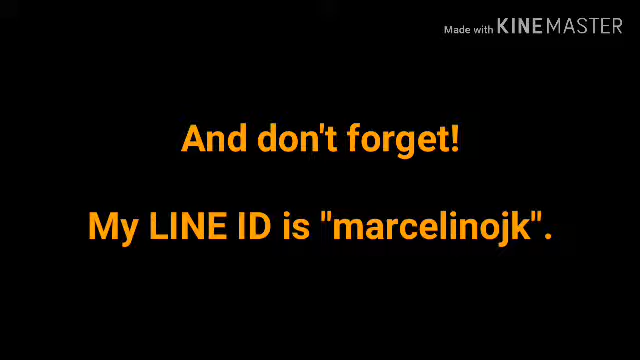 Made with KINEMASTER
And don't forget!
My LINE ID is "marcelinojk".